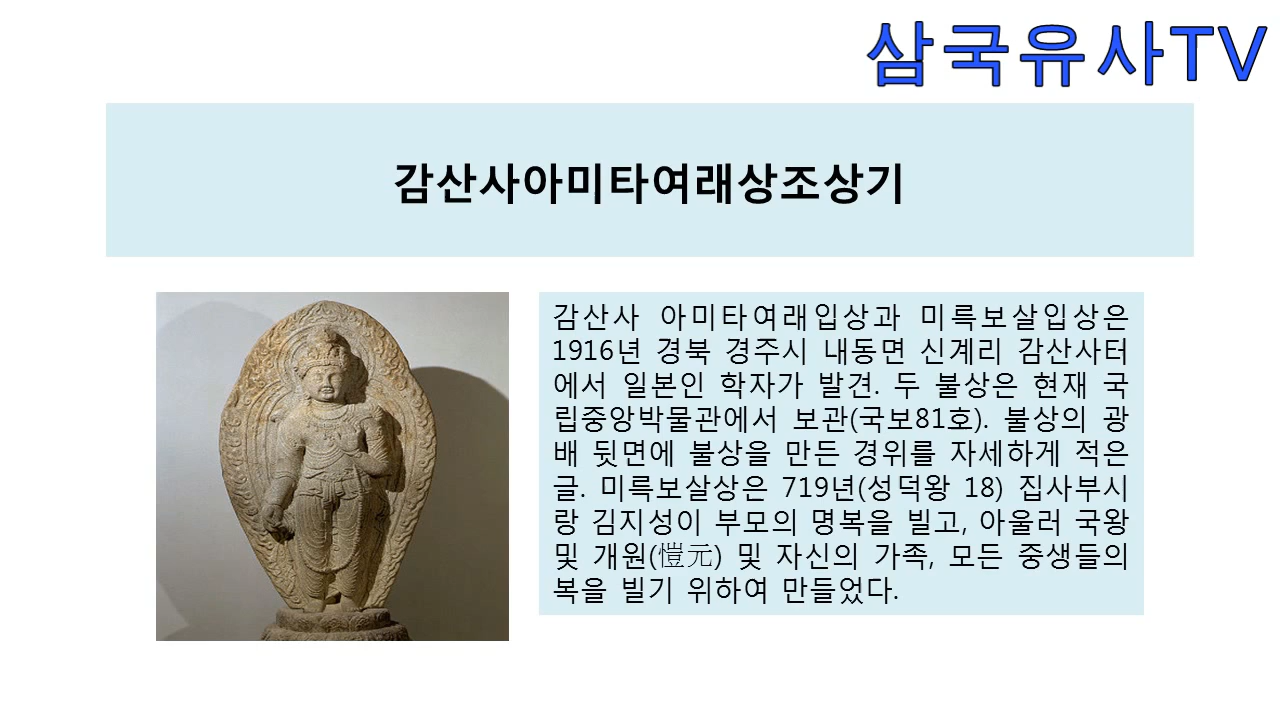 삼국유사TV
감산사아미타여래상조상기
감산사 아미타여래입상과 미륵보살입상은
1916년 경북 경주시 내동면 신계리 감산사터
에서 일본인 학자가 발견. 두 불상은 현재 국
립중앙박물관에서 보관(국보81호). 불상의 광
배 뒷면에 불상을 만든 경위를 자세하게 적은
글. 미륵보살상은 719년(성덕왕 18) 집사부시
랑 김지성이 부모의 명복을 빌고, 아울러 국왕
및 개원(愷元) 및 자신의 가족, 모든 중생들의
복을 빌기 위하여 만들었다.